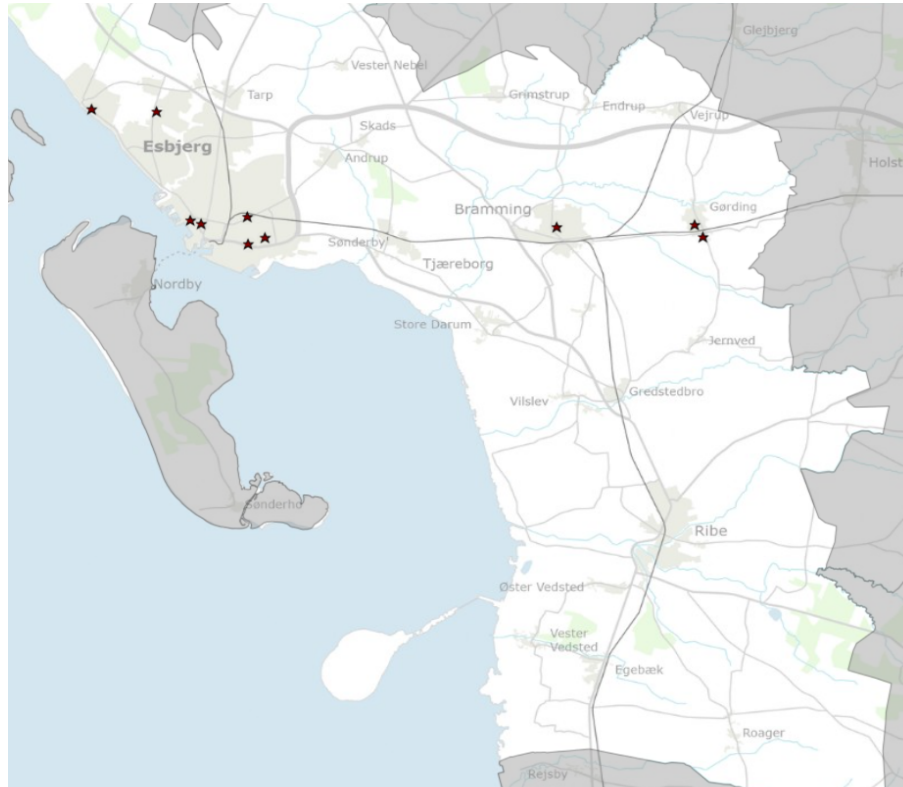 Glejbjerg
Vester Nebel
Tarp
Grimstrup
Endrup
Vejrup
Skads
Esbjerg
Andrup
Holst
Bramming
Gørding
Sønderby
Tjæreborg
Nordby
Store Darum
Jernved
Vilslev
Gredstedbro
Sønderho
Ribe
Øster Vedsted
Vester
Vedsted
Egebæk
Roager
Rejsby